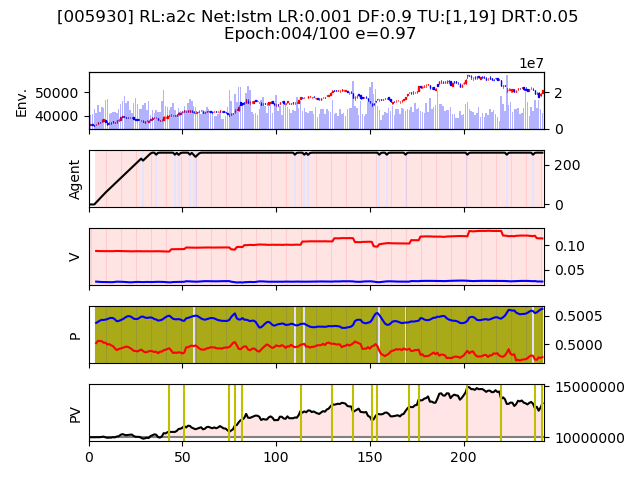 [005930] RL:a2c Net:lstm LR:0.001 DF:0.9 TU:[1,19] DRT:0.05
Epoch:004/100 e=0.97
1e7
Env.
50000
40000
2
0
Agent
200
0
V
0.10
0.05
P
0.5005
0.5000
PV
15000000
10000000
0
50
100
150
200